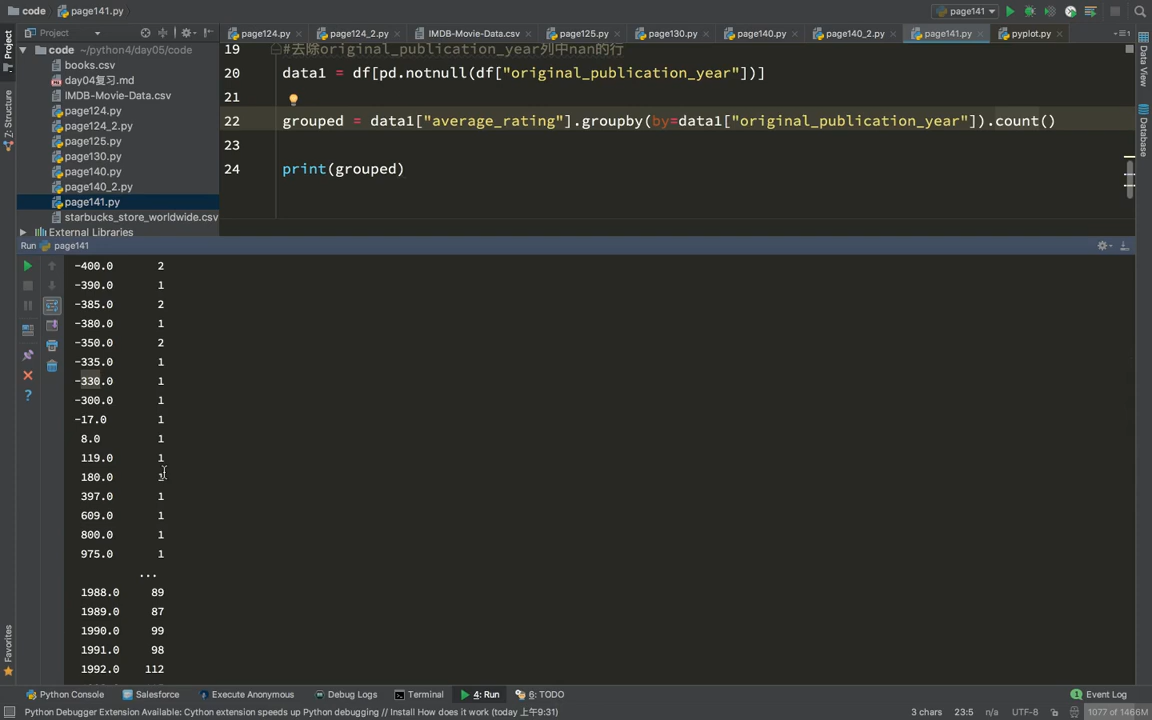 code page141.py page141
Project page124.py page124_2.py IMDB-Movie-Data.csv page125.py page130.py page140.py page140_2.py page141.py pyplot.py
code ~/python4/day05/code
books.csv
day04复习.md
IMDB-Movie-Data.csv
page124.py
page124_2.py
page125.py
page130.py
page140.py
page140_2.py
page141.py
starbucks_store_worldwide.csv
External Libraries
19 #去除original_publication_year列中nan的行
20 data1 = df[pd.notnull(df["original_publication_year"])]
21
22 grouped = data1["average_rating"].groupby(by=data1["original_publication_year"]).count()
23
24 print(grouped)
1: Project
7: Structure
Favorites
Data View
Database
Run page141
-400.0 2
-390.0 1
-385.0 2
-380.0 1
-350.0 2
-335.0 1
-330.0 1
-300.0 1
-17.0 1
8.0 1
119.0 1
180.0 1
397.0 1
609.0 1
800.0 1
975.0 1
...
1988.0 89
1989.0 87
1990.0 99
1991.0 98
1992.0 112
Python Console Salesforce Execute Anonymous Debug Logs Terminal 4: Run 6: TODO Event Log
Python Debugger Extension Available: Cython extension speeds up Python debugging // Install How does it work (today 上午9:31) 3 chars 23:5 n/a UTF-8 1077 of 1466M